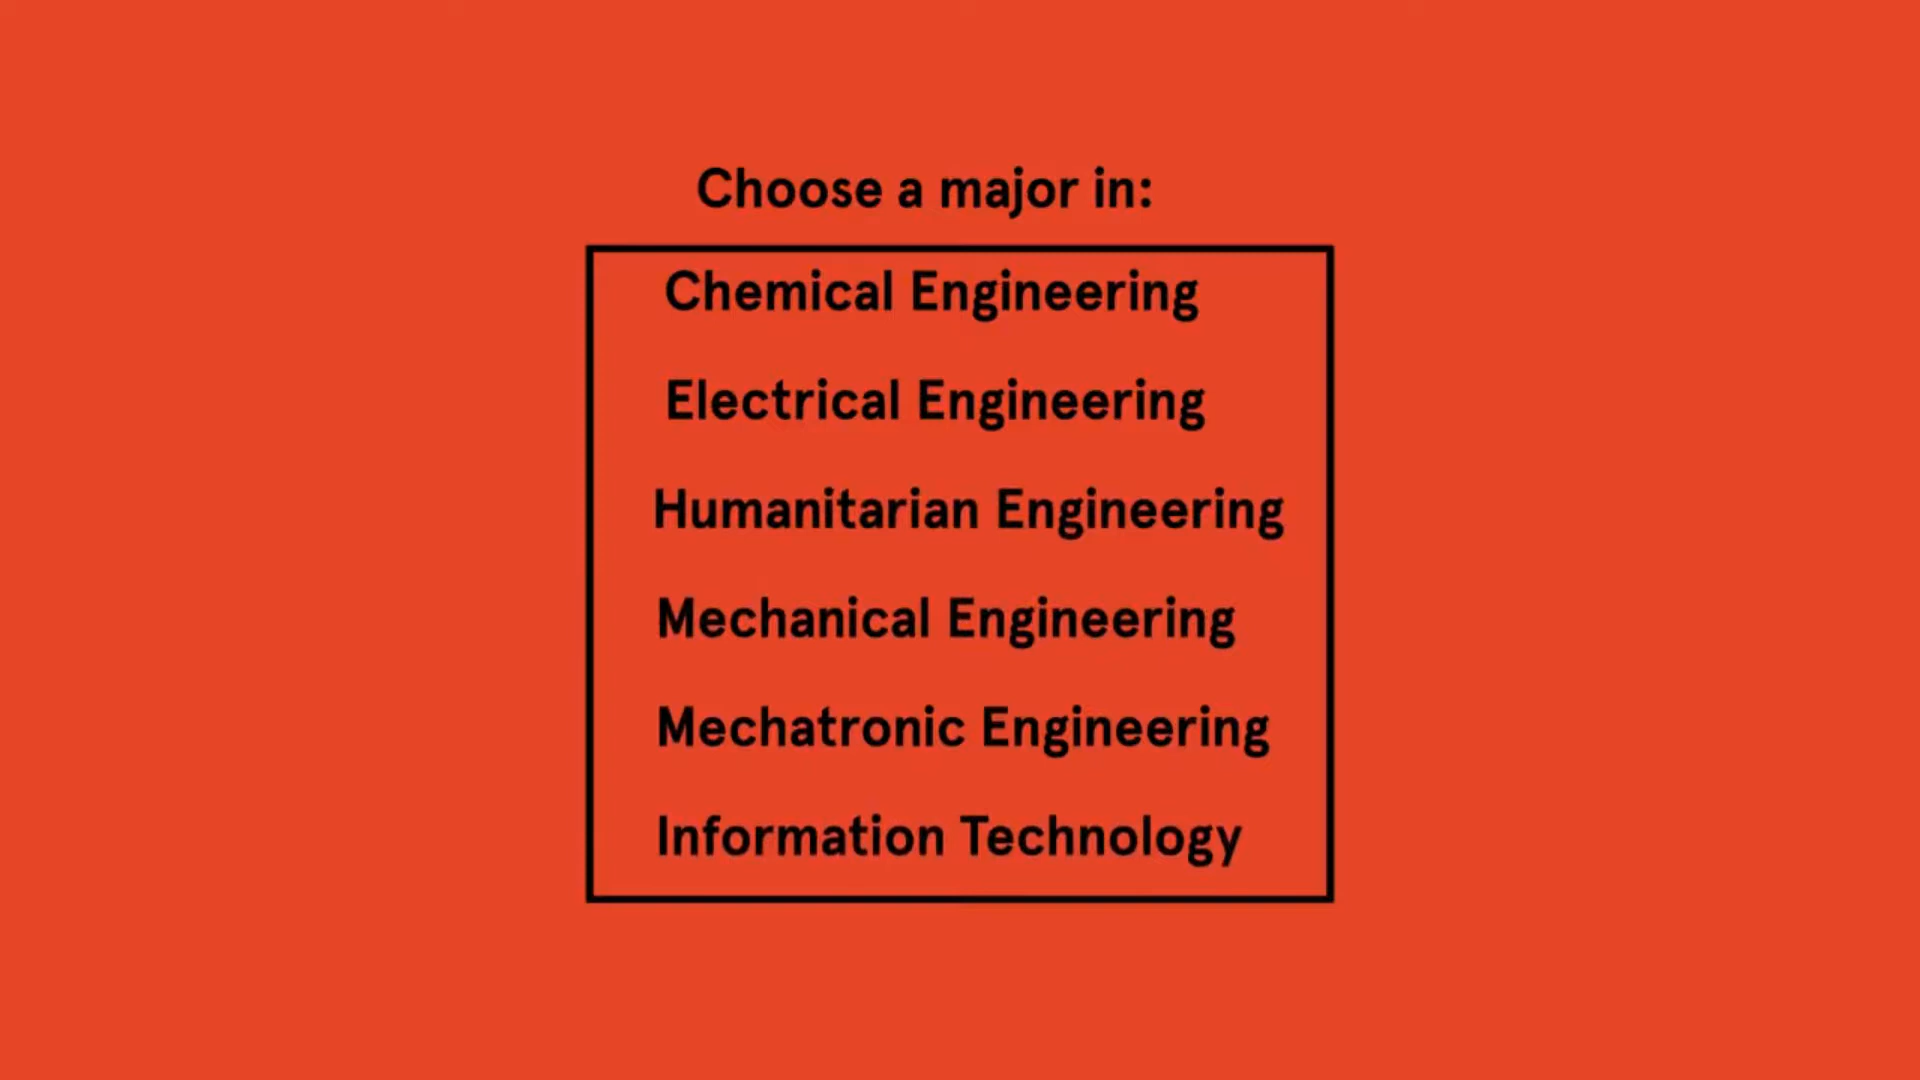 Choose a major in:
Chemical Engineering
Electrical Engineering
Humanitarian Engineering
Mechanical Engineering
Mechatronic Engineering
Information Technology